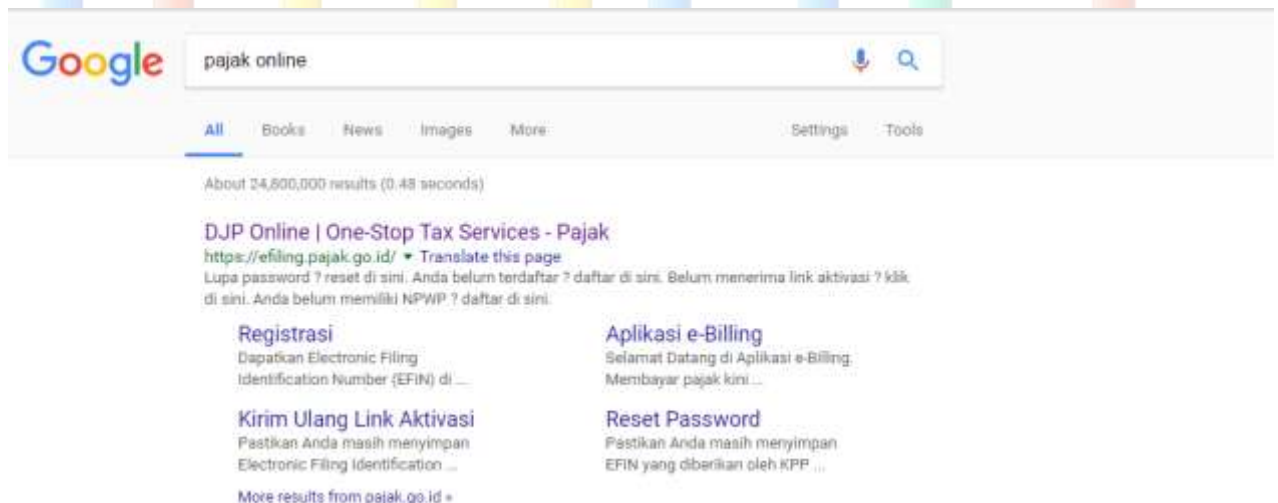 Google
pajak online
All Books News Images More Settings Tools
About 24,800,000 results (0.48 seconds)
DJP Online | One-Stop Tax Services - Pajak
https://efiling.pajak.go.id/ ▾ Translate this page
Lupa password ? reset di sini. Anda belum terdaftar ? daftar di sini. Belum menerima link aktivasi ? klik
di sini. Anda belum memiliki NPWP ? daftar di sini.
Registrasi
Dapatkan Electronic Filing
Identification Number (EFIN) di ...
Aplikasi e-Billing
Selamat Datang di Aplikasi e-Billing.
Membayar pajak kini ...
Kirim Ulang Link Aktivasi
Pastikan Anda masih menyimpan
Electronic Filing Identification ...
Reset Password
Pastikan Anda masih menyimpan
EFIN yang diberikan oleh KPP ...
More results from pajak.go.id »